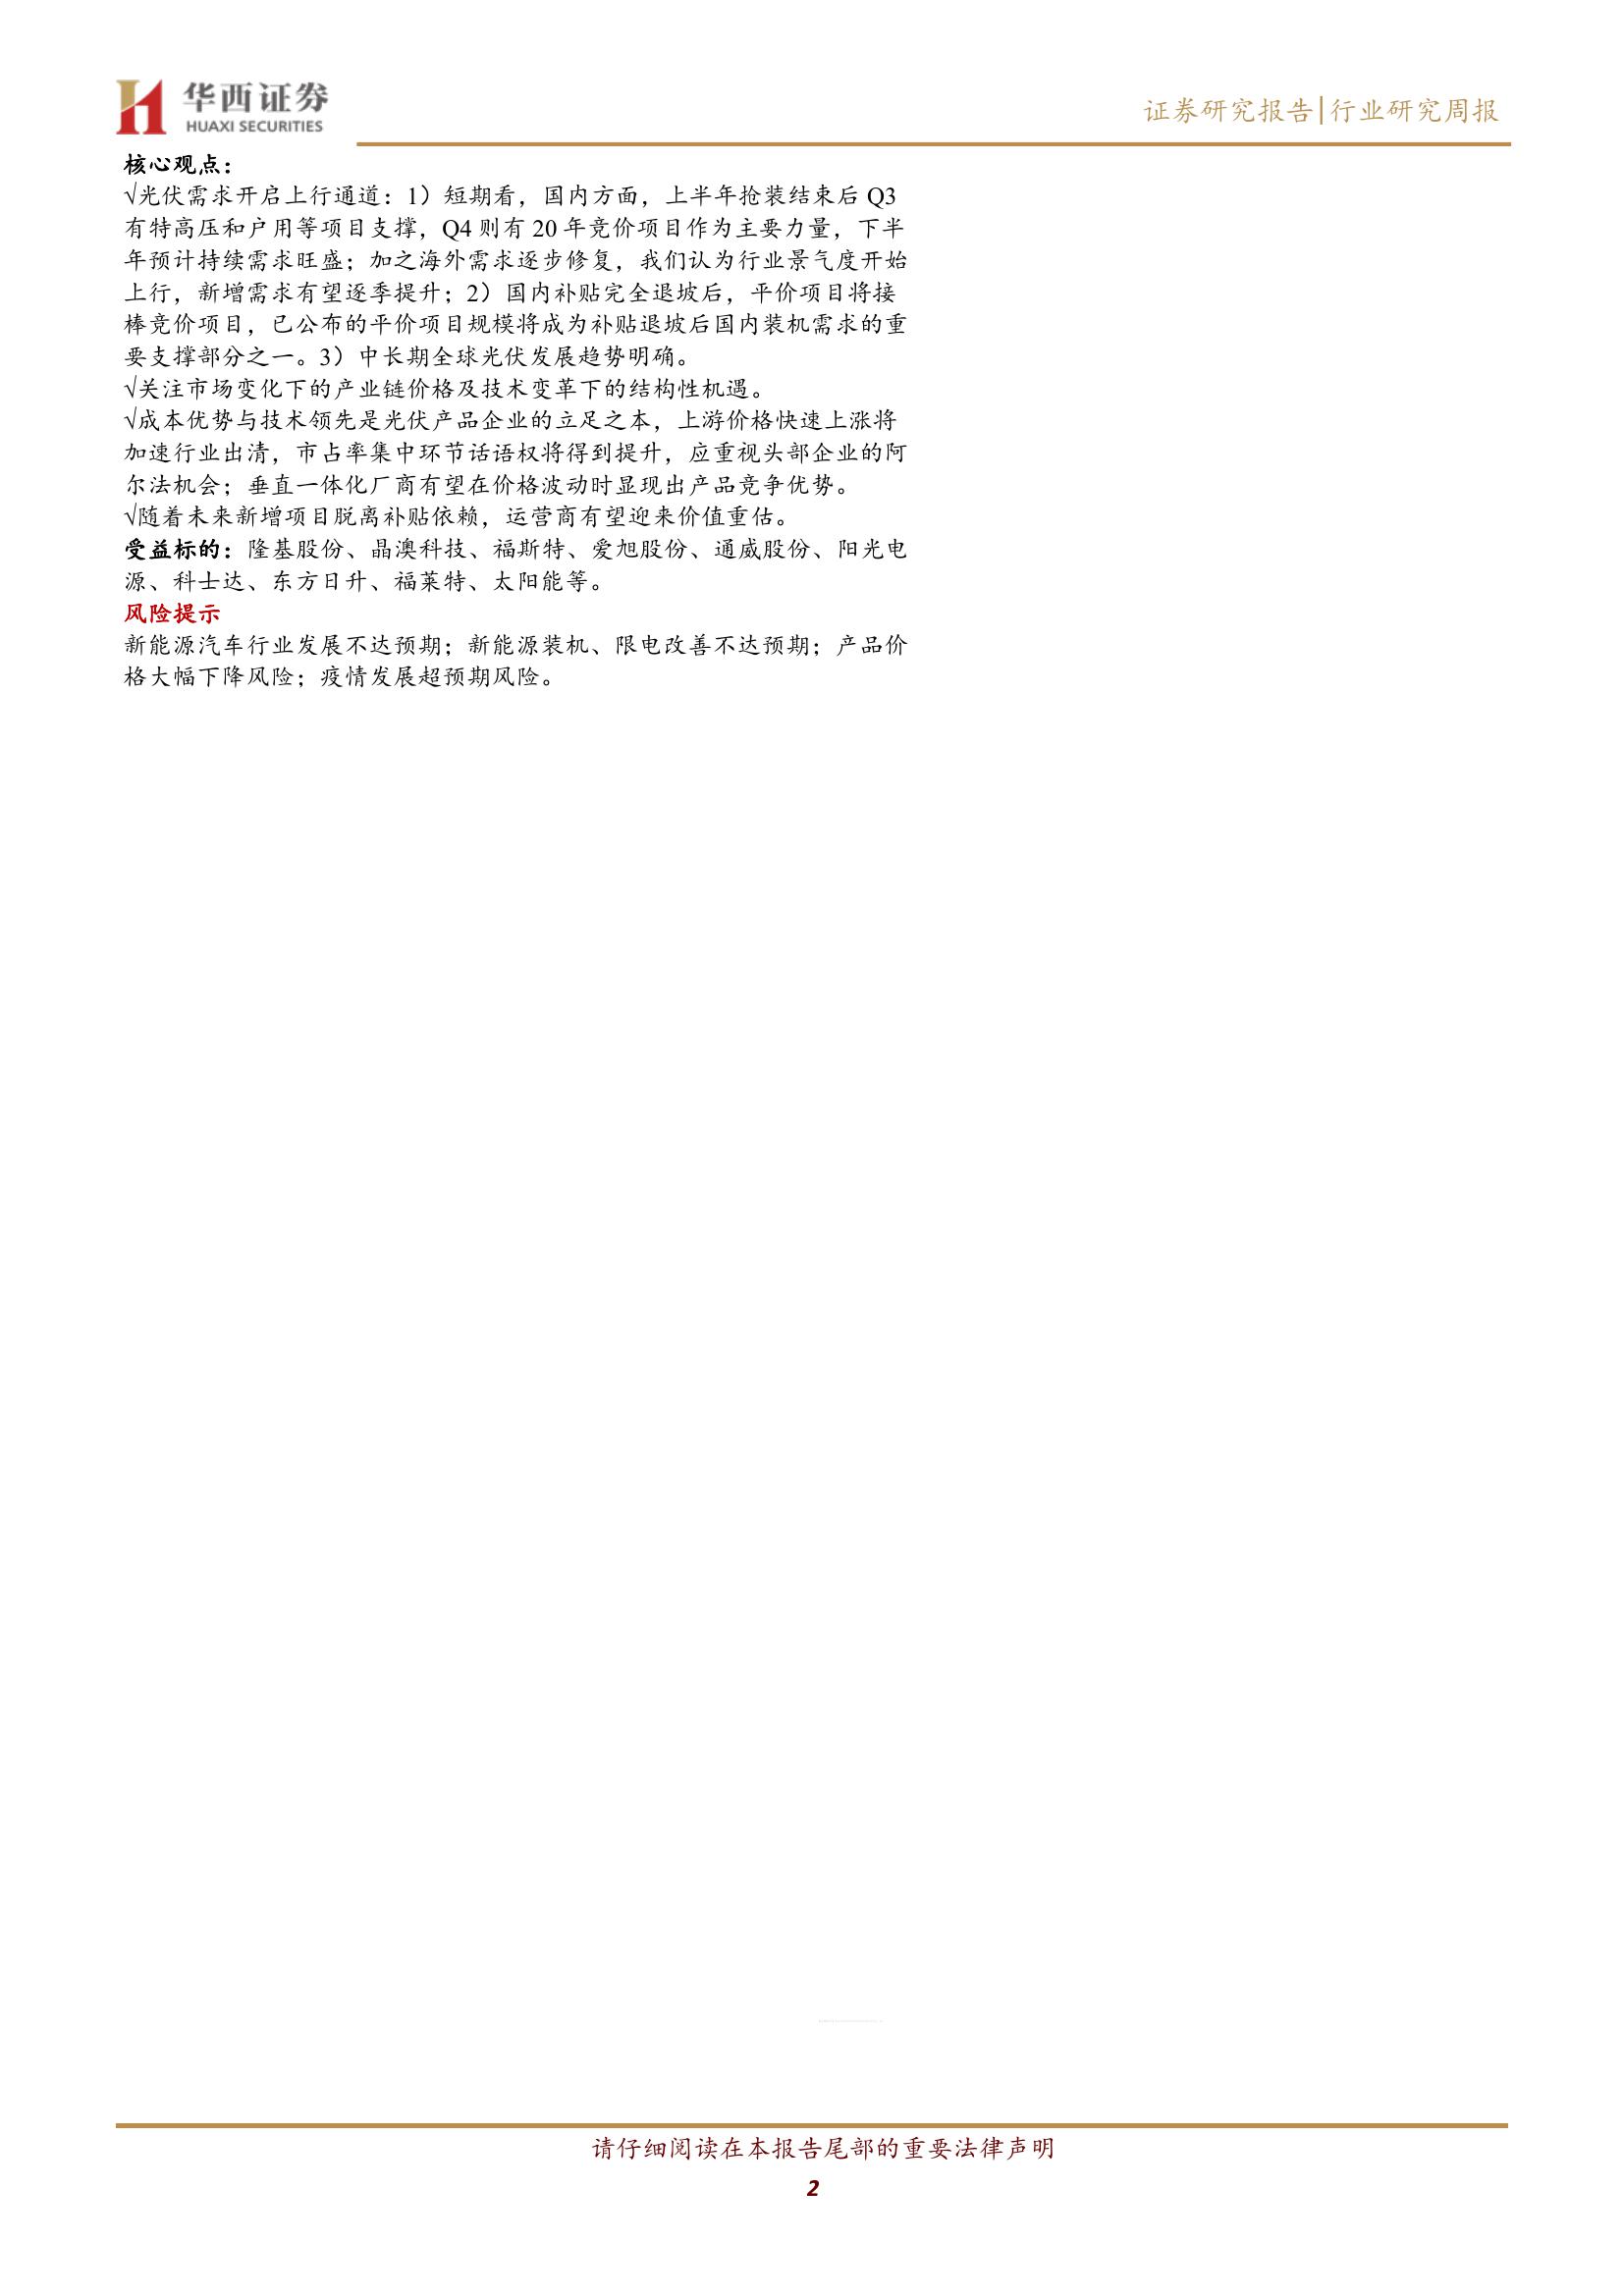 华西证券
HUAXI SECURITIES
证券研究报告|行业研究周报
核心观点：
√光伏需求开启上行通道：1）短期看，国内方面，上半年抢装结束后 Q3
有特高压和户用等项目支撑，Q4 则有 20 年竞价项目作为主要力量，下半
年预计持续需求旺盛；加之海外需求逐步修复，我们认为行业景气度开始
上行，新增需求有望逐季提升；2）国内补贴完全退坡后，平价项目将接
棒竞价项目，已公布的平价项目规模将成为补贴退坡后国内装机需求的重
要支撑部分之一。3）中长期全球光伏发展趋势明确。
√关注市场变化下的产业链价格及技术变革下的结构性机遇。
√成本优势与技术领先是光伏产品企业的立足之本，上游价格快速上涨将
加速行业出清，市占率集中环节话语权将得到提升，应重视头部企业的阿
尔法机会；垂直一体化厂商有望在价格波动时显现出产品竞争优势。
√随着未来新增项目脱离补贴依赖，运营商有望迎来价值重估。
受益标的：隆基股份、晶澳科技、福斯特、爱旭股份、通威股份、阳光电
源、科士达、东方日升、福莱特、太阳能等。
风险提示
新能源汽车行业发展不达预期；新能源装机、限电改善不达预期；产品价
格大幅下降风险；疫情发展超预期风险。
请仔细阅读在本报告尾部的重要法律声明
2